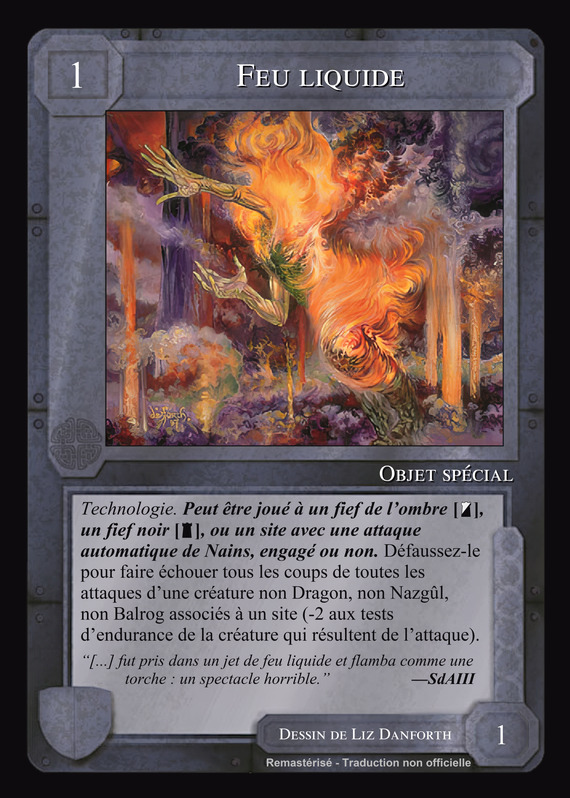 1
Feu liquide
Danforth
97
Objet spécial
Technologie. Peut être joué à un fief de l’ombre [],
un fief noir [], ou un site avec une attaque
automatique de Nains, engagé ou non. Défaussez-le
pour faire échouer tous les coups de toutes les
attaques d’une créature non Dragon, non Nazgûl,
non Balrog associés à un site (-2 aux tests
d’endurance de la créature qui résultent de l’attaque).
“[...] fut pris dans un jet de feu liquide et flamba comme une
torche : un spectacle horrible.” —SdAIII
Dessin de Liz Danforth
1
Remastérisé - Traduction non officielle